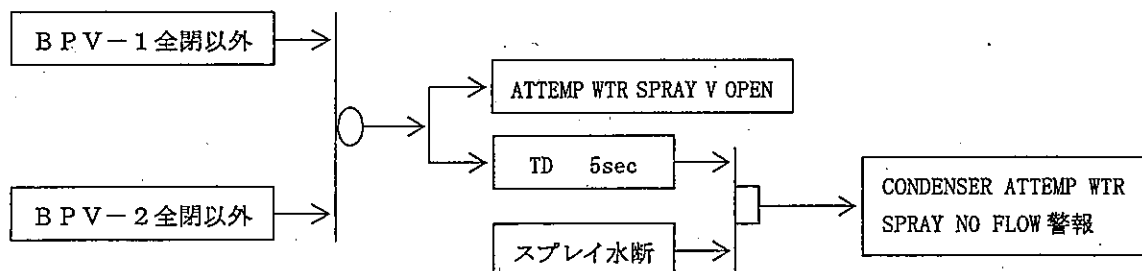 BPV-1全閉以外
ATTEMP WTR SPRAY V OPEN
TD 5sec
BPV-2全閉以外
スプレイ水断
CONDENSER ATTEMP WTR
SPRAY NO FLOW 警報